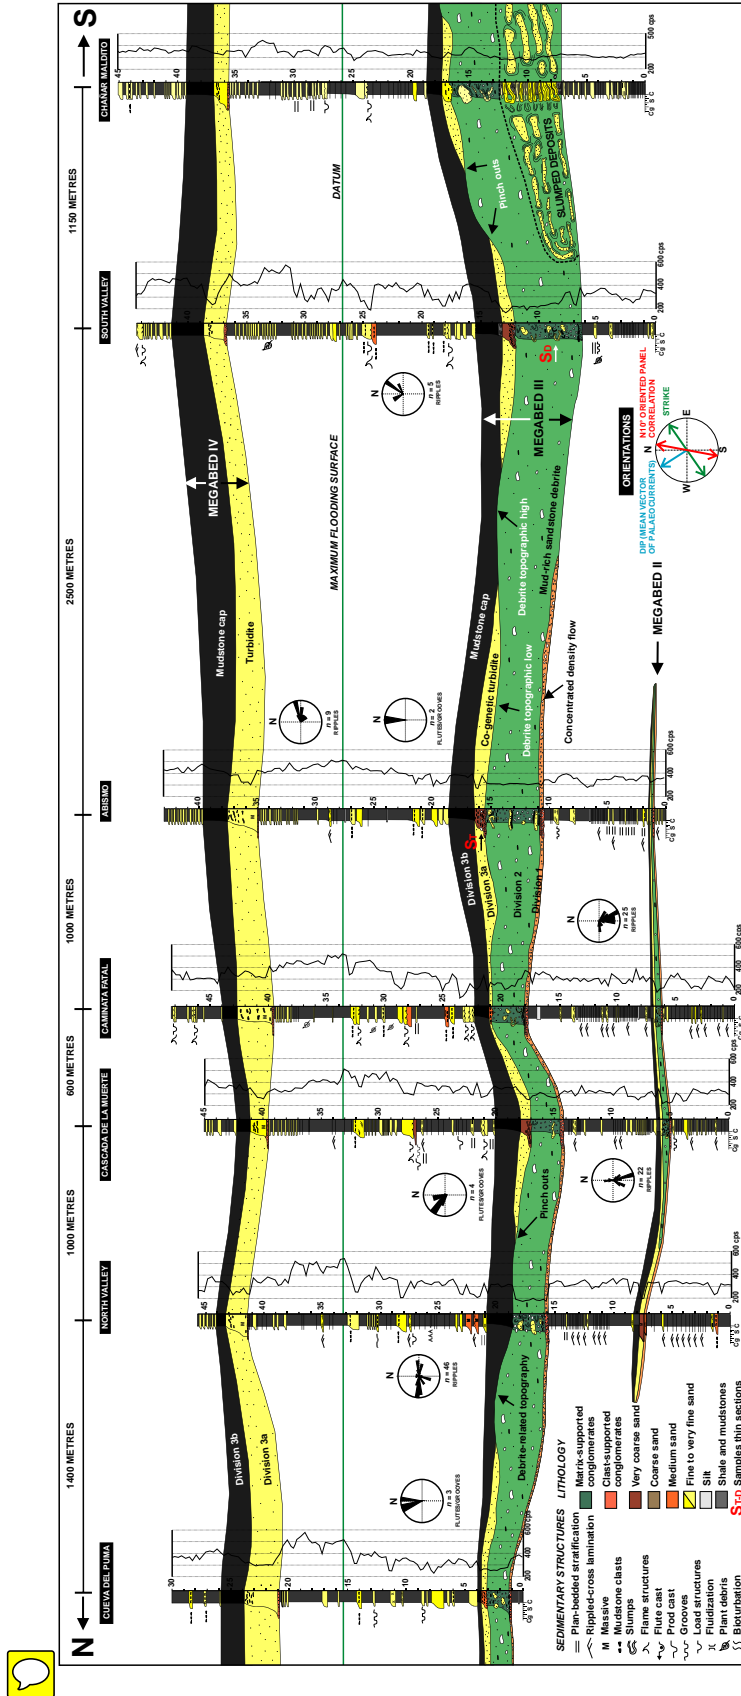 N
S
1400 METRES
1000 METRES
600 METRES
1000 METRES
2500 METRES
1150 METRES
CUEVA DEL PUMA
NORTH VALLEY
CASCADA DE LA MUERTE
CAMINATA FATAL
ABISMO
SOUTH VALLEY
CHAÑAR MALDITO
Division 3b
Division 3a
Mudstone cap
Turbidite
MEGABED IV
MAXIMUM FLOODING SURFACE
DATUM
N
n = 3
FLUTES/GROOVES
N
n = 46
RIPPLES
N
n = 4
FLUTES/GROOVES
N
n = 22
RIPPLES
N
n = 25
RIPPLES
N
n = 9
RIPPLES
N
n = 2
FLUTES/GROOVES
N
n = 5
RIPPLES
Debrite-related topography
Pinch outs
Division 3b
Division 3a
Division 2
Division 1
ST
Mudstone cap
Co-genetic turbidite
Debrite topographic low
Debrite topographic high
Mud-rich sandstone debrite
Concentrated density flow
MEGABED III
SD
Pinch outs
SLUMPED DEPOSITS
MEGABED II
ORIENTATIONS
DIP (MEAN VECTOR
OF PALAEOCURRENTS)
N10° ORIENTED PANEL
CORRELATION
STRIKE
N
E
S
W
SEDIMENTARY STRUCTURES
Plan-bedded stratification
Rippled-cross lamination
M Massive
Mudstone clasts
Slumps
Flame structures
Flute cast
Prod cast
Grooves
Load structures
Fluidization
Plant debris
Bioturbation
LITHOLOGY
Matrix-supported
conglomerates
Clast-supported
conglomerates
Very coarse sand
Coarse sand
Medium sand
Fine to very fine sand
Silt
Shale and mudstones
ST-D Samples thin sections